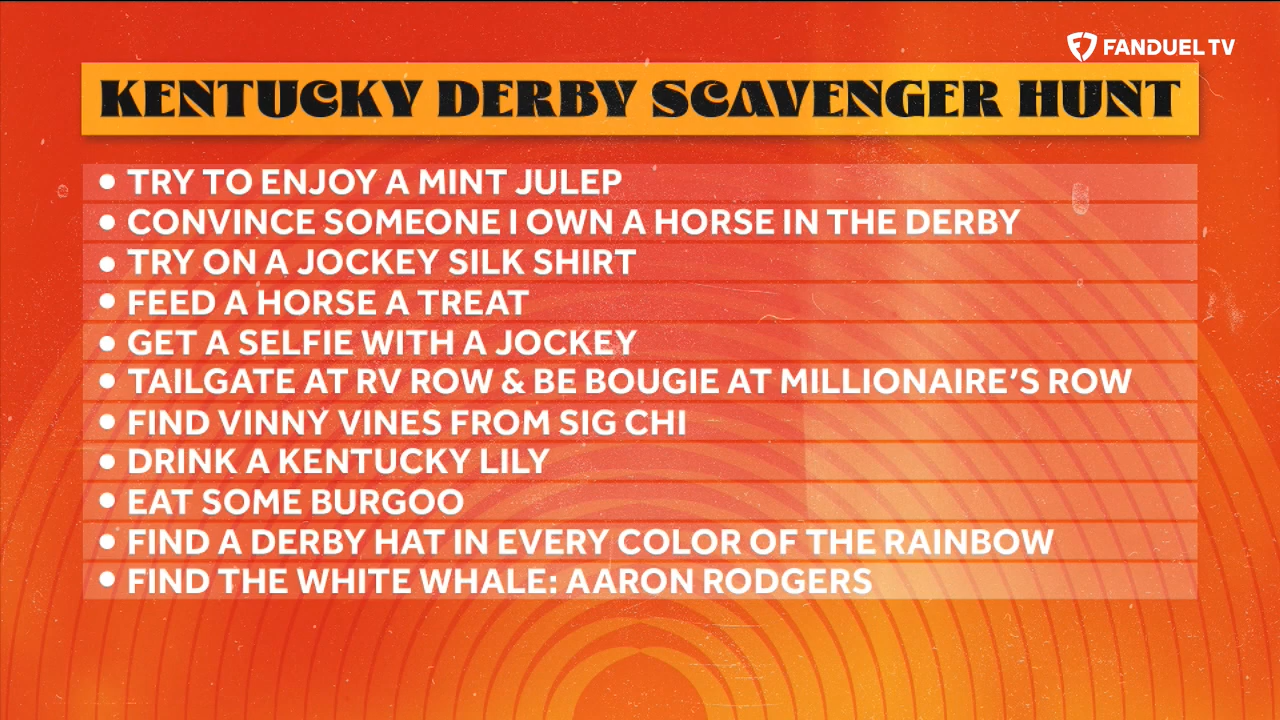 FANDUEL TV
KENTUCKY DERBY SCAVENGER HUNT
• TRY TO ENJOY A MINT JULEP
• CONVINCE SOMEONE I OWN A HORSE IN THE DERBY
• TRY ON A JOCKEY SILK SHIRT
• FEED A HORSE A TREAT
• GET A SELFIE WITH A JOCKEY
• TAILGATE AT RV ROW & BE BOUGIE AT MILLIONAIRE'S ROW
• FIND VINNY VINES FROM SIG CHI
• DRINK A KENTUCKY LILY
• EAT SOME BURGOO
• FIND A DERBY HAT IN EVERY COLOR OF THE RAINBOW
• FIND THE WHITE WHALE: AARON RODGERS